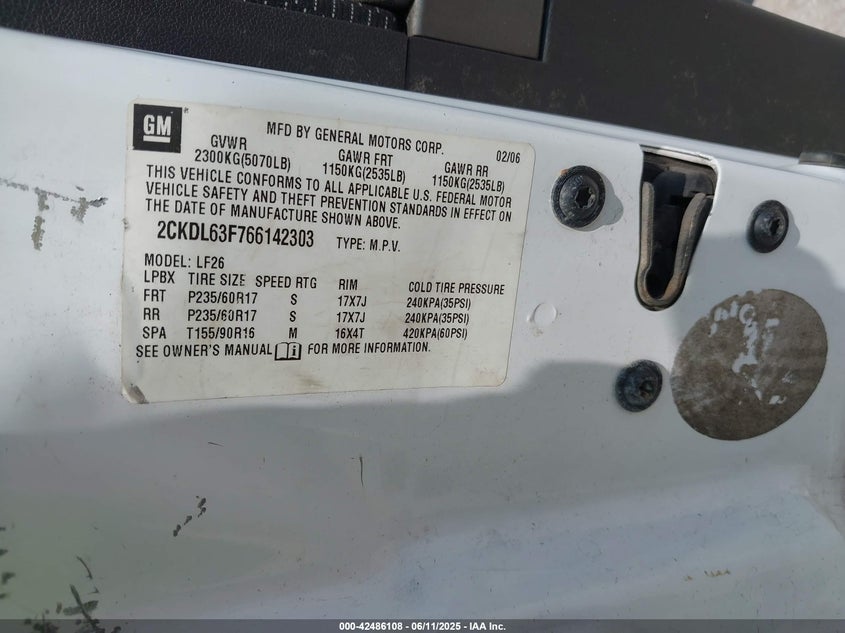 GM
MFD BY GENERAL MOTORS CORP. 02/06
GVWR GAWR FRT GAWR RR
2300KG(5070LB) 1150KG(2535LB) 1150KG(2535LB)
THIS VEHICLE CONFORMS TO ALL APPLICABLE U.S. FEDERAL MOTOR
VEHICLE SAFETY AND THEFT PREVENTION STANDARDS IN EFFECT ON
THE DATE OF MANUFACTURE SHOWN ABOVE.
2CKDL63F766142303 TYPE: M.P.V.
MODEL: LF26
LPBX TIRE SIZE SPEED RTG RIM COLD TIRE PRESSURE
FRT P235/60R17 S 17X7J 240KPA(35PSI)
RR P235/60R17 S 17X7J 240KPA(35PSI)
SPA T155/90R16 M 16X4T 420KPA(60PSI)
SEE OWNER'S MANUAL FOR MORE INFORMATION.
000-42486108 - 06/11/2025 - IAA Inc.